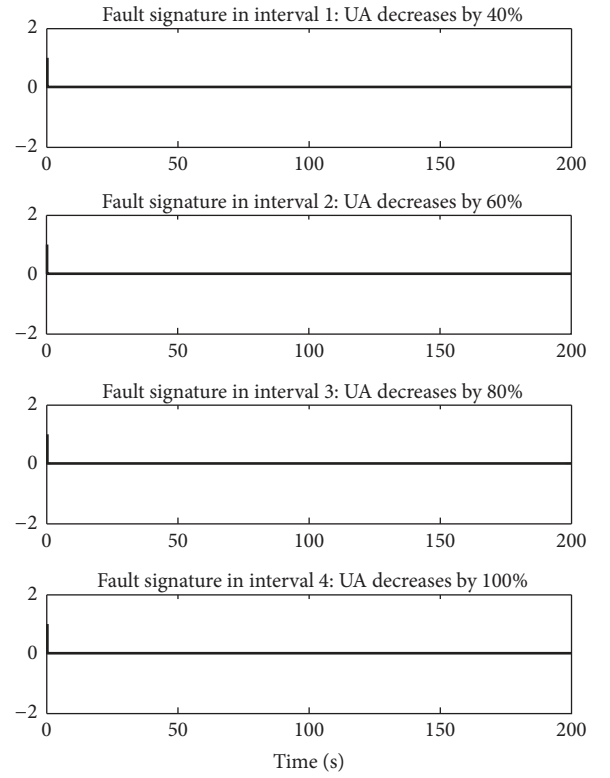 Fault signature in interval 1: UA decreases by 40%
2
0
−2
0 50 100 150 200
Fault signature in interval 2: UA decreases by 60%
2
0
−2
0 50 100 150 200
Fault signature in interval 3: UA decreases by 80%
2
0
−2
0 50 100 150 200
Fault signature in interval 4: UA decreases by 100%
2
0
−2
0 50 100 150 200
Time (s)